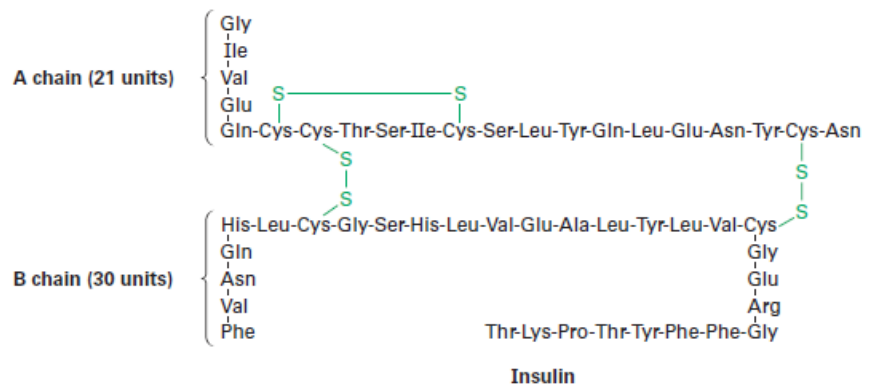 Gly
Ile
A chain (21 units)
Val
S
S
Glu
Gln-Cys-Cys-Thr-Ser-IIe-Cys-Ser-Leu-Tyr-Gln-Leu-Glu-Asn-Tyr-Cys-Asn
S
S
S
S
His-Leu-Cys-Gly-Ser-His-Leu-Val-Glu-Ala-Leu-Tyr-Leu-Val-Cys
Gln
Gly
B chain (30 units)
Asn
Glu
Val
Arg
Phe
Thr-Lys-Pro-Thr-Tyr-Phe-Phe-Gly
Insulin